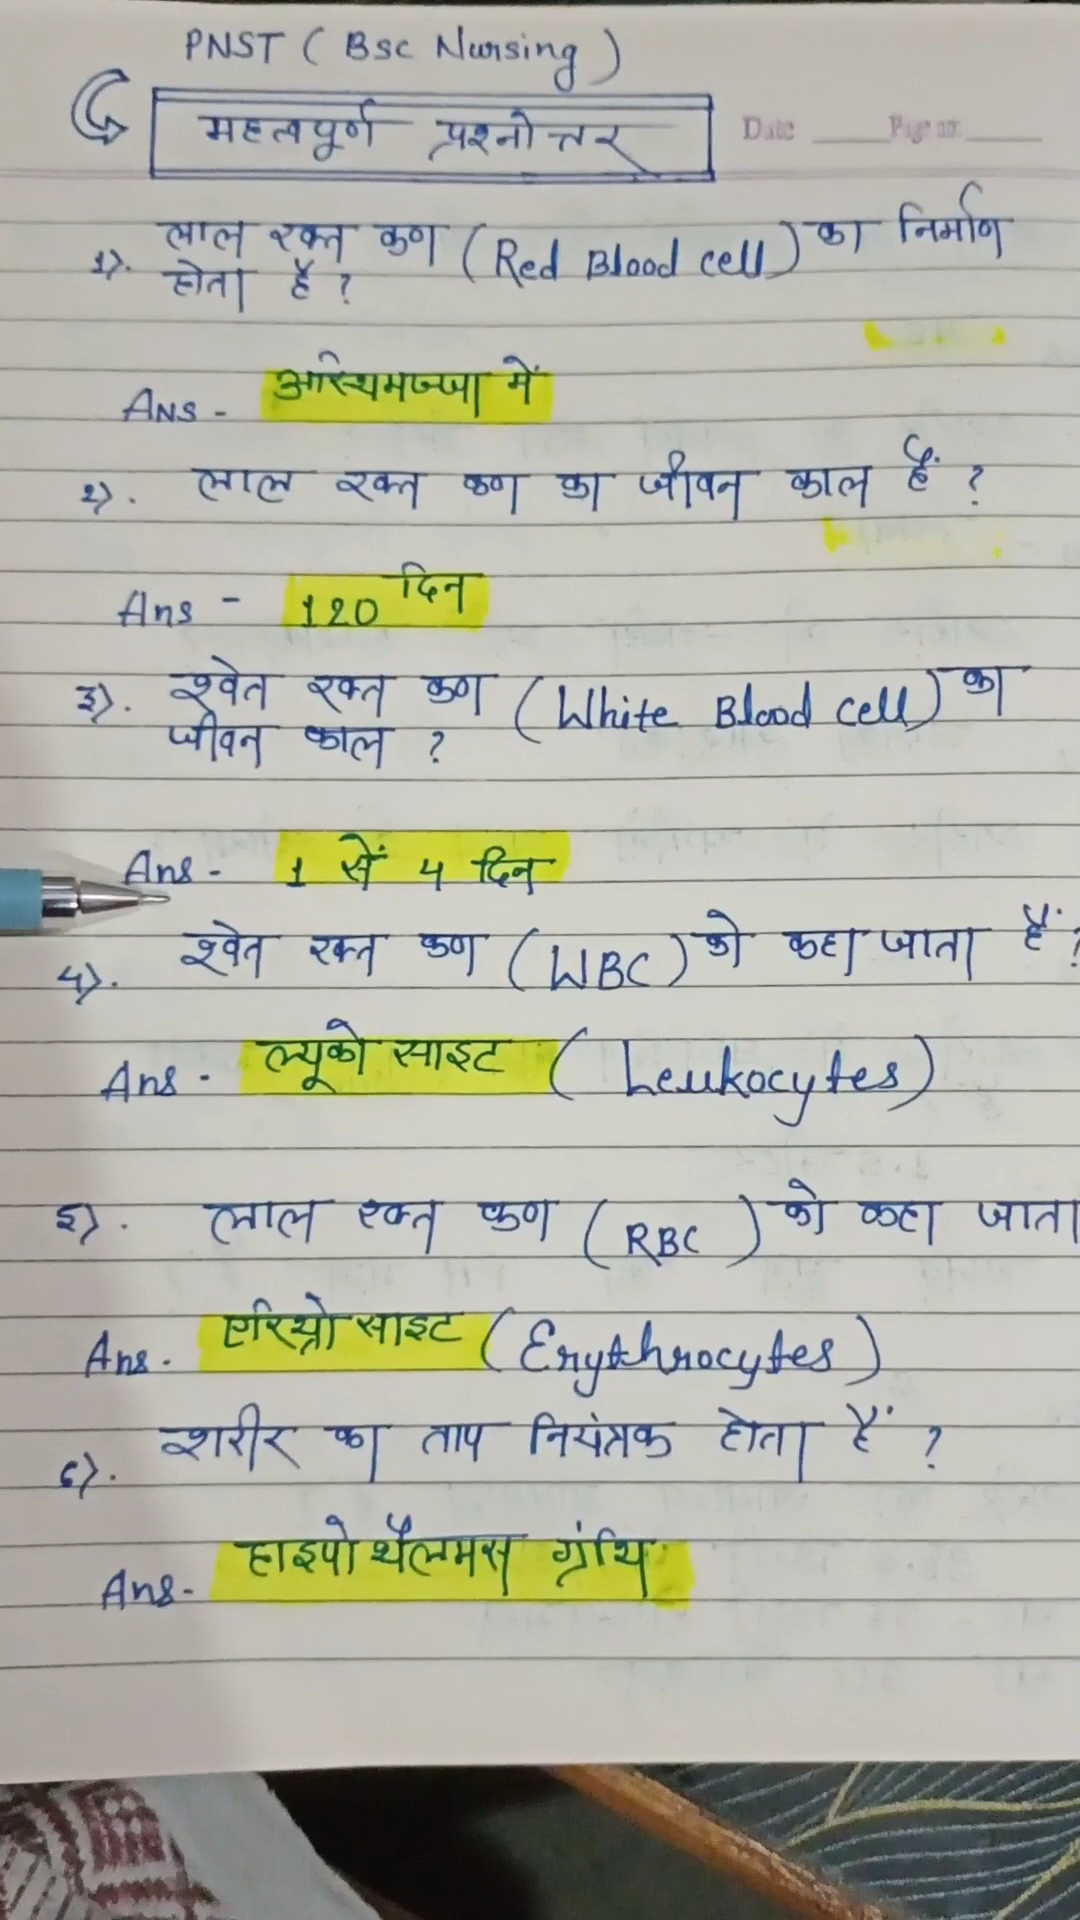 PNST ( Bsc Nursing )
महत्वपूर्ण प्रश्नोत्तर
Date ____ Page no. ____
1). लाल रक्त कण ( Red Blood cell ) का निर्माण
होता है ?
ANS - अस्थिमज्जा में
2). लाल रक्त कण का जीवन काल हैं ?
Ans - 120 दिन
3). श्वेत रक्त कण ( White Blood cell ) का
जीवन काल ?
Ans - 1 सें 4 दिन
4). श्वेत रक्त कण ( WBC ) को कहा जाता हैं ?
Ans - ल्यूको साइट ( Leukocytes )
5). लाल रक्त कण ( RBC ) को कहा जाता
Ans - एरिथ्रो साइट ( Erythrocytes )
6). शरीर का ताप नियंत्रक होता हैं ?
Ans - हाइपो थैलमस ग्रंथि